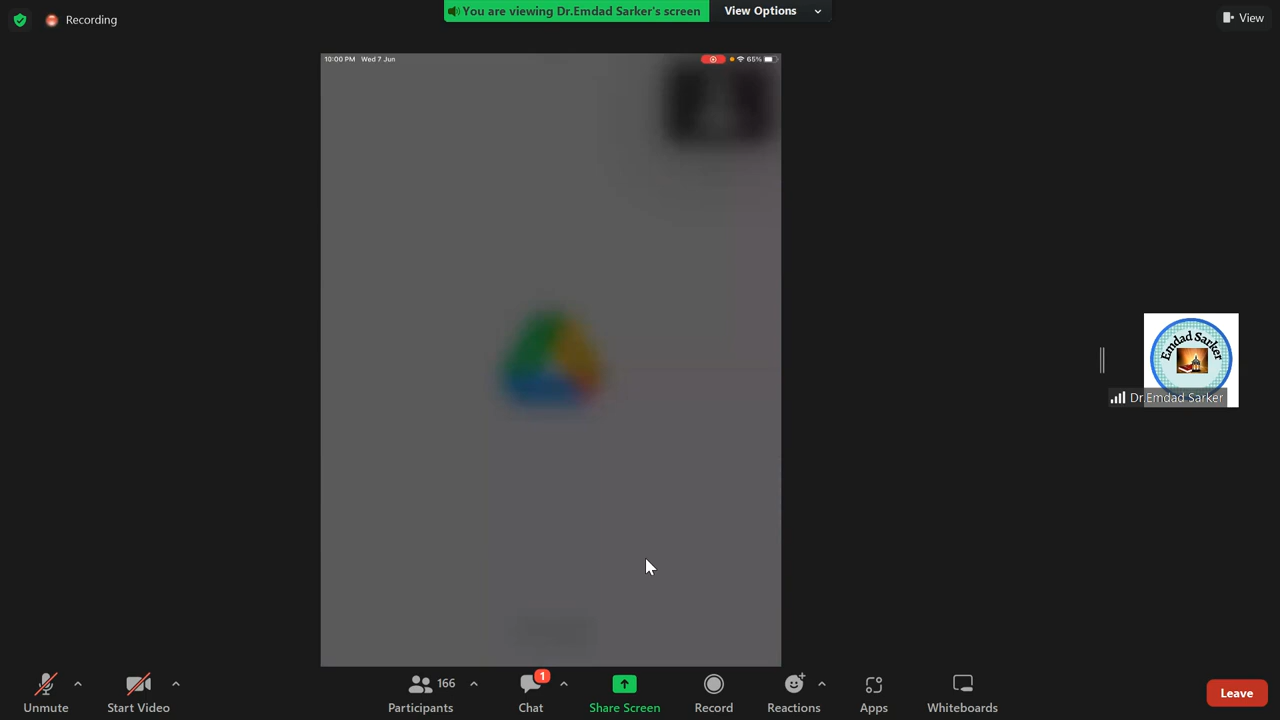 Recording
You are viewing Dr.Emdad Sarker's screen
View Options
View
10:00 PM Wed 7 Jun
65%
Emdad Sarker
Dr.Emdad Sarker
Unmute
Start Video
166
Participants
1
Chat
Share Screen
Record
Reactions
Apps
Whiteboards
Leave